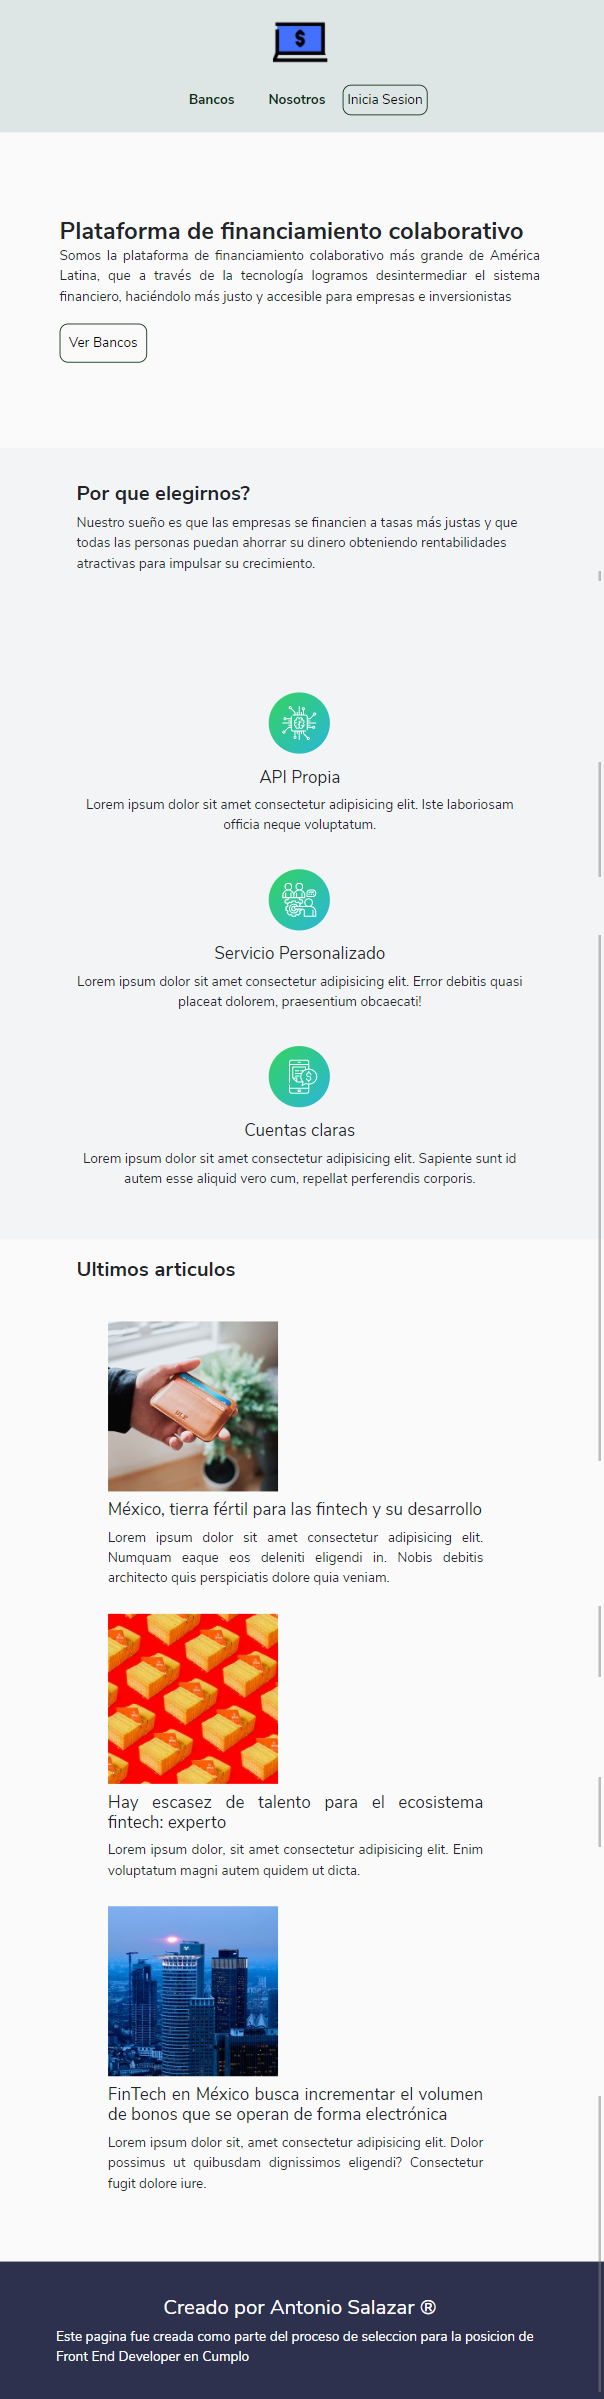 $
Bancos Nosotros Inicia Sesion
Plataforma de financiamiento colaborativo
Somos la plataforma de financiamiento colaborativo más grande de América
Latina, que a través de la tecnología logramos desintermediar el sistema
financiero, haciéndolo más justo y accesible para empresas e inversionistas
Ver Bancos
Por que elegirnos?
Nuestro sueño es que las empresas se financien a tasas más justas y que
todas las personas puedan ahorrar su dinero obteniendo rentabilidades
atractivas para impulsar su crecimiento.
API Propia
Lorem ipsum dolor sit amet consectetur adipisicing elit. Iste laboriosam
officia neque voluptatum.
Servicio Personalizado
Lorem ipsum dolor sit amet consectetur adipisicing elit. Error debitis quasi
placeat dolorem, praesentium obcaecati!
$
Cuentas claras
Lorem ipsum dolor sit amet consectetur adipisicing elit. Sapiente sunt id
autem esse aliquid vero cum, repellat perferendis corporis.
Ultimos articulos
México, tierra fértil para las fintech y su desarrollo
Lorem ipsum dolor sit amet consectetur adipisicing elit.
Numquam eaque eos deleniti eligendi in. Nobis debitis
architecto quis perspiciatis dolore quia veniam.
Hay escasez de talento para el ecosistema
fintech: experto
Lorem ipsum dolor, sit amet consectetur adipisicing elit. Enim
voluptatum magni autem quidem ut dicta.
FinTech en México busca incrementar el volumen
de bonos que se operan de forma electrónica
Lorem ipsum dolor sit, amet consectetur adipisicing elit. Dolor
possimus ut quibusdam dignissimos eligendi? Consectetur
fugit dolore iure.
Creado por Antonio Salazar ®
Este pagina fue creada como parte del proceso de seleccion para la posicion de
Front End Developer en Cumplo